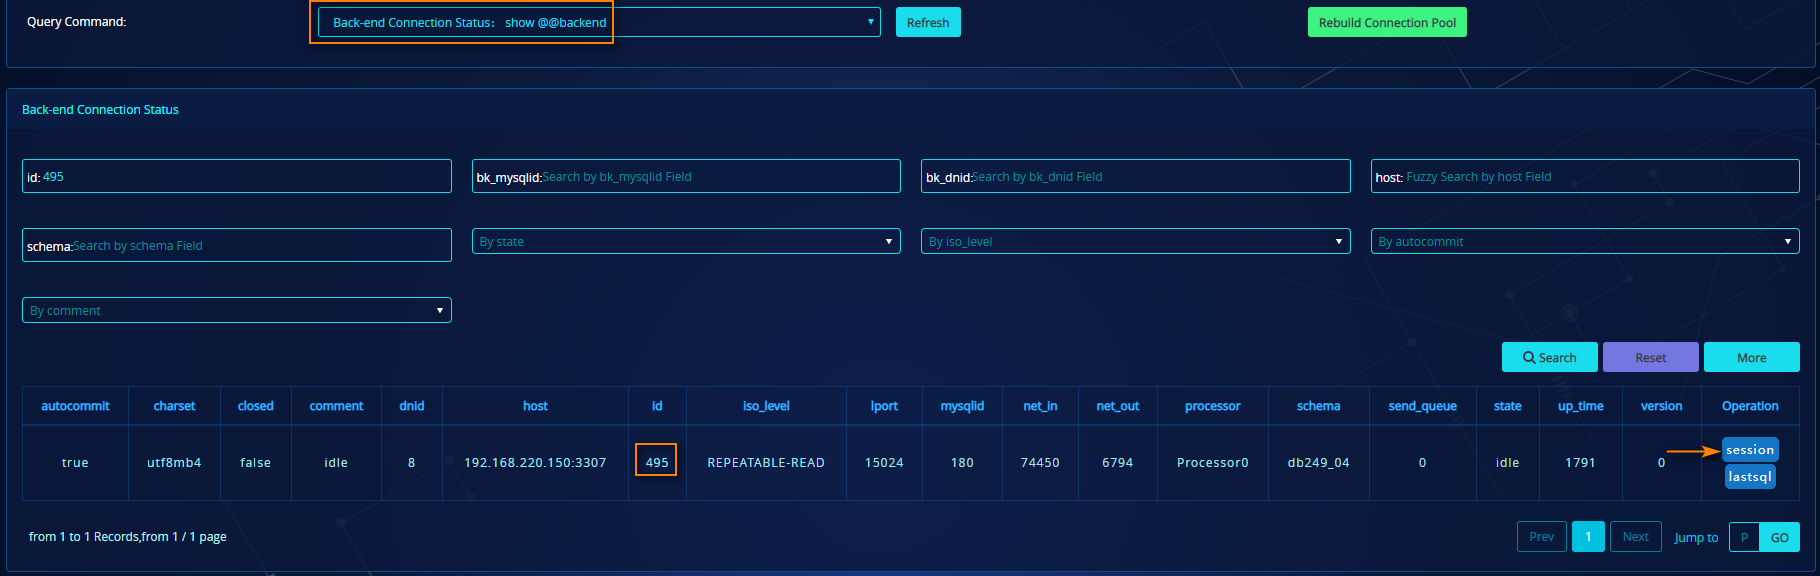 Query Command:
Back-end Connection Status： show @@backend
Refresh
Rebuild Connection Pool
Back-end Connection Status
id: 495
bk_mysqlid:Search by bk_mysqlid Field
bk_dnid:Search by bk_dnid Field
host: Fuzzy Search by host Field
schema:Search by schema Field
By state
By iso_level
By autocommit
By comment
Search
Reset
More
autocommit charset closed comment dnid host id iso_level lport mysqlid net_in net_out processor schema send_queue state up_time version Operation
true utf8mb4 false idle 8 192.168.220.150:3307 495 REPEATABLE-READ 15024 180 74450 6794 Processor0 db249_04 0 idle 1791 0 session
lastsql
from 1 to 1 Records,from 1 / 1 page
Prev 1 Next Jump to P GO